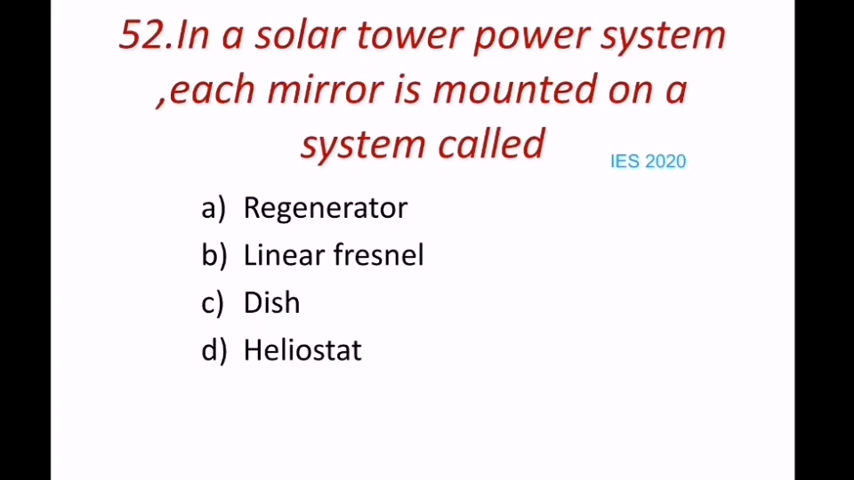 52.In a solar tower power system
,each mirror is mounted on a
system called
IES 2020
a) Regenerator
b) Linear fresnel
c) Dish
d) Heliostat